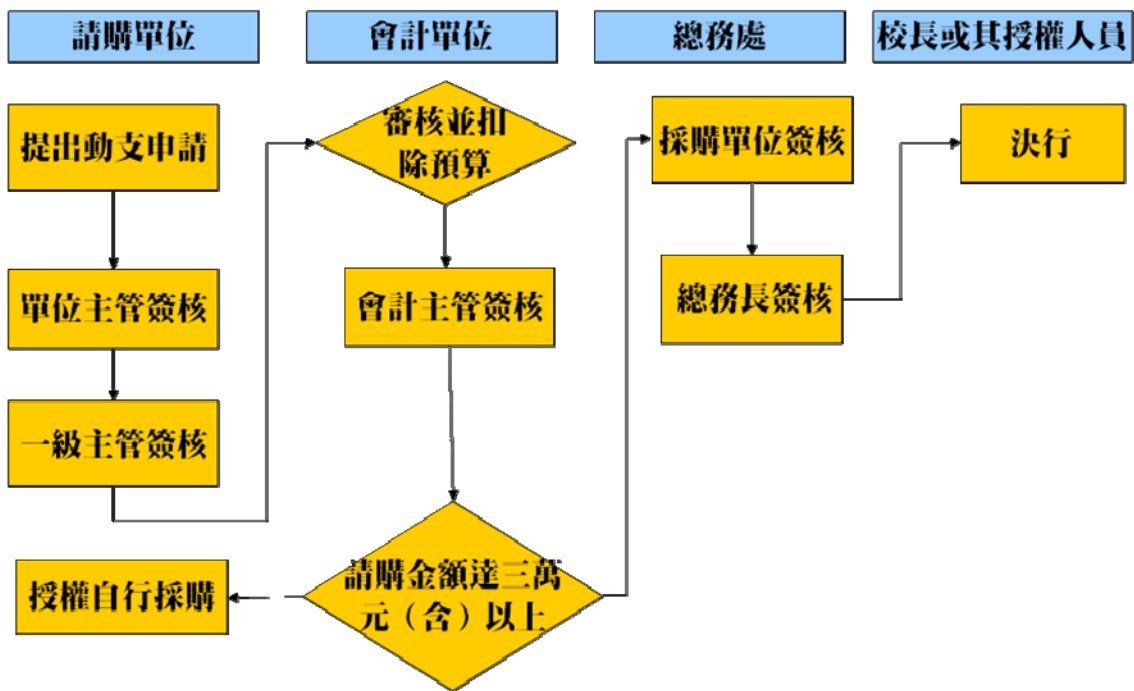 請購單位
會計單位
總務處
校長或其授權人員
提出動支申請
單位主管簽核
一級主管簽核
授權自行採購
審核並扣
除預算
會計主管簽核
請購金額達三萬
元（含）以上
採購單位簽核
總務長簽核
決行